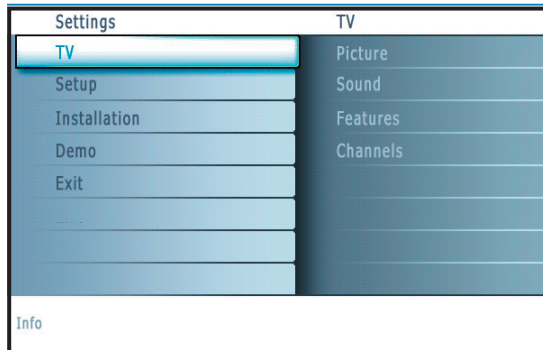 Settings
TV
TV
Setup
Installation
Demo
Exit
Picture
Sound
Features
Channels
Info